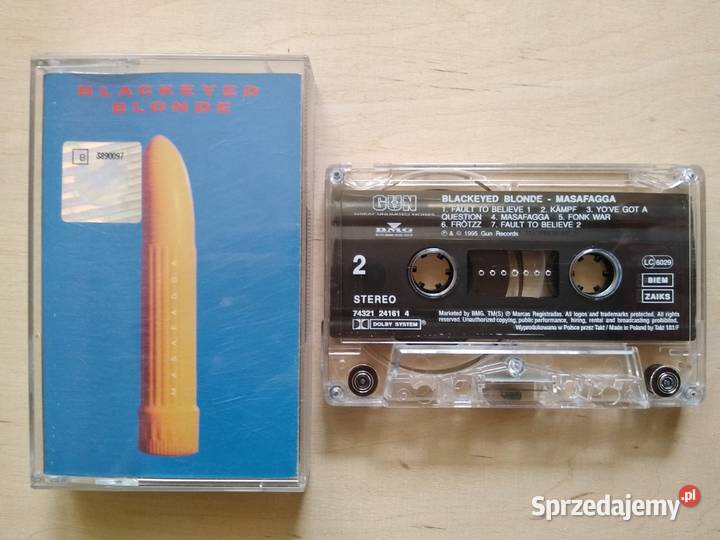 BLACKEYED
BLONDE
B 3890097
MASAFAGGA
GUN
GREAT UNLIMITED NOISES
BMG
BLACKEYED BLONDE - MASAFAGGA
1. FAULT TO BELIEVE 1 2. KÄMPF 3. YO'VE GOT A
QUESTION 4. MASAFAGGA 5. FONK WAR
6. FRÖTZZ 7. FAULT TO BELIEVE 2
℗ & © 1995 Gun Records
2
STEREO
LC 6029
BIEM
ZAIKS
74321 24161 4
DOLBY SYSTEM
Marketed by BMG. TM(S) ® Marcas Registradas. All logos and trademarks protected. All rights
reserved. Unauthorized copying, public performance, hiring, rental and broadcasting prohibited.
Wyprodukowano w Polsce przez Takt / Made in Poland by Takt 181/F
Sprzedajemy.pl